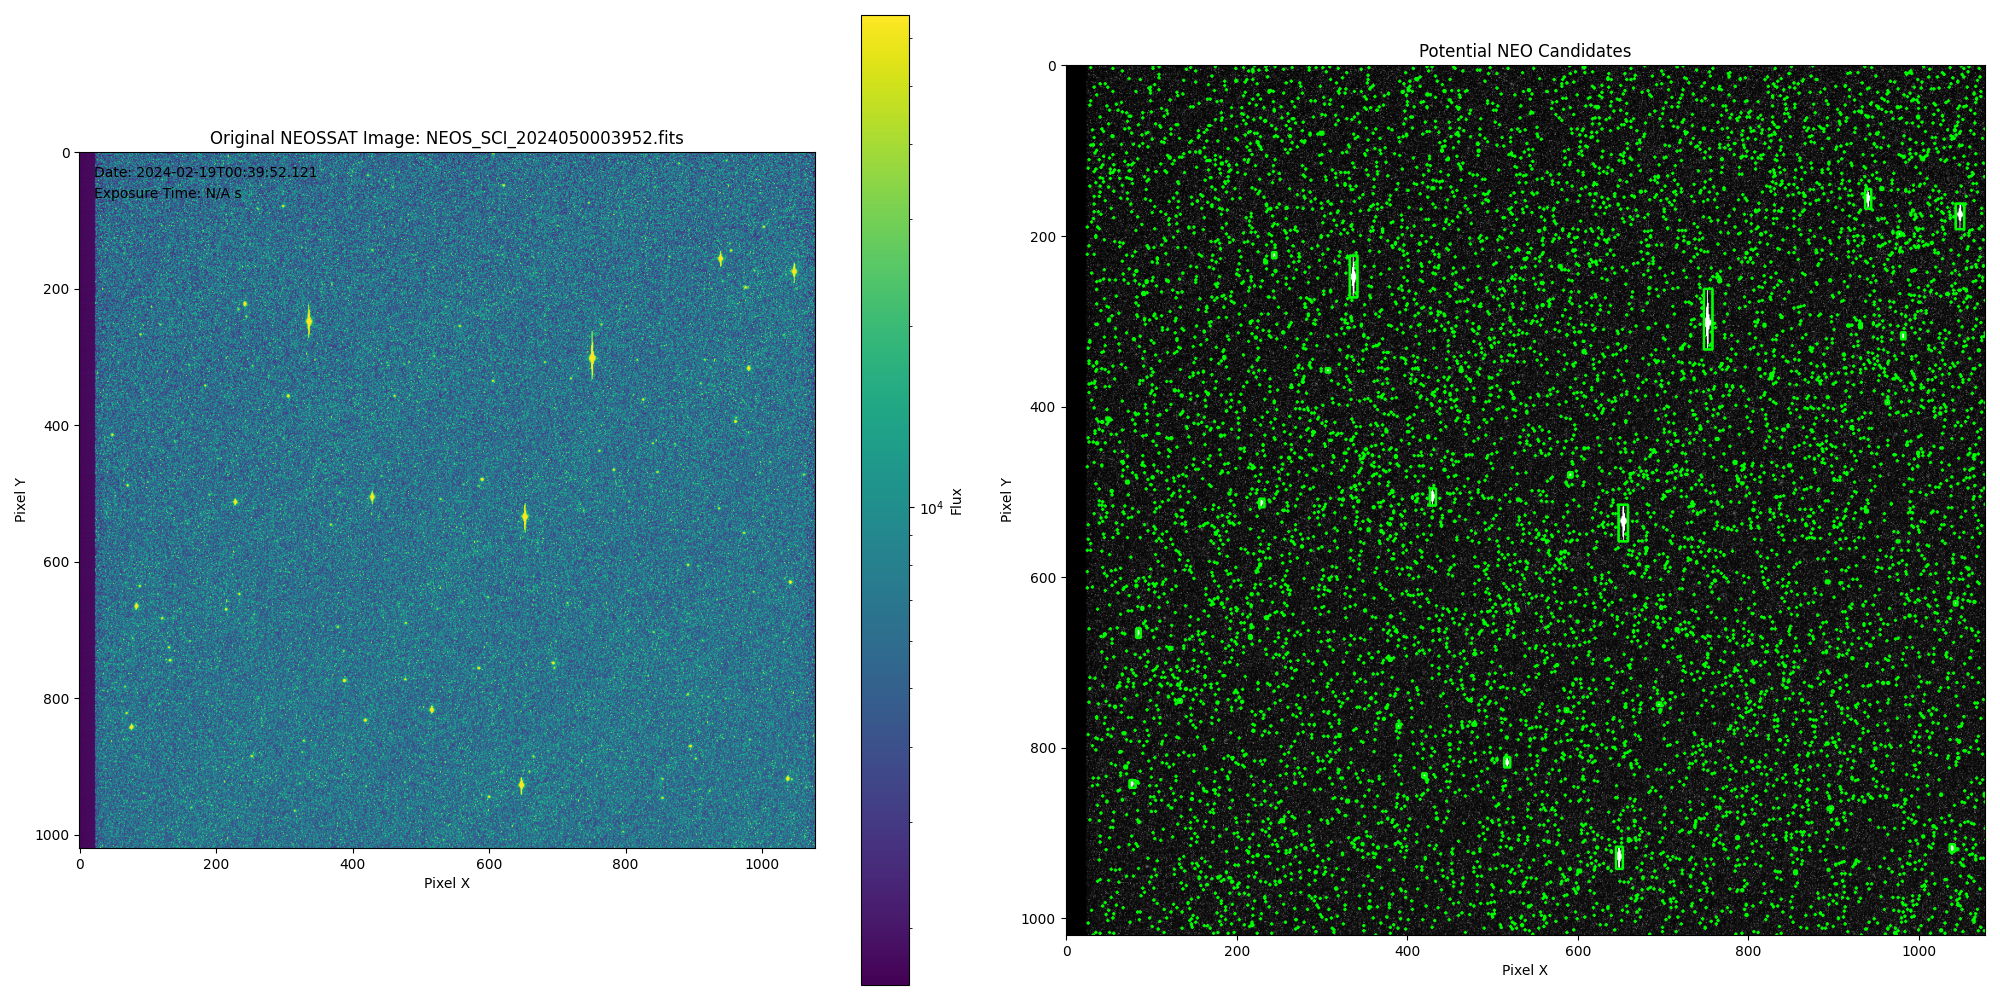 Original NEOSSAT Image: NEOS_SCI_2024050003952.fits
Date: 2024-02-19T00:39:52.121
Exposure Time: N/A s
0
200
400
600
800
1000
Pixel Y
0 200 400 600 800 1000
Pixel X
10⁴
Flux
Potential NEO Candidates
0
200
400
600
800
1000
Pixel Y
0 200 400 600 800 1000
Pixel X